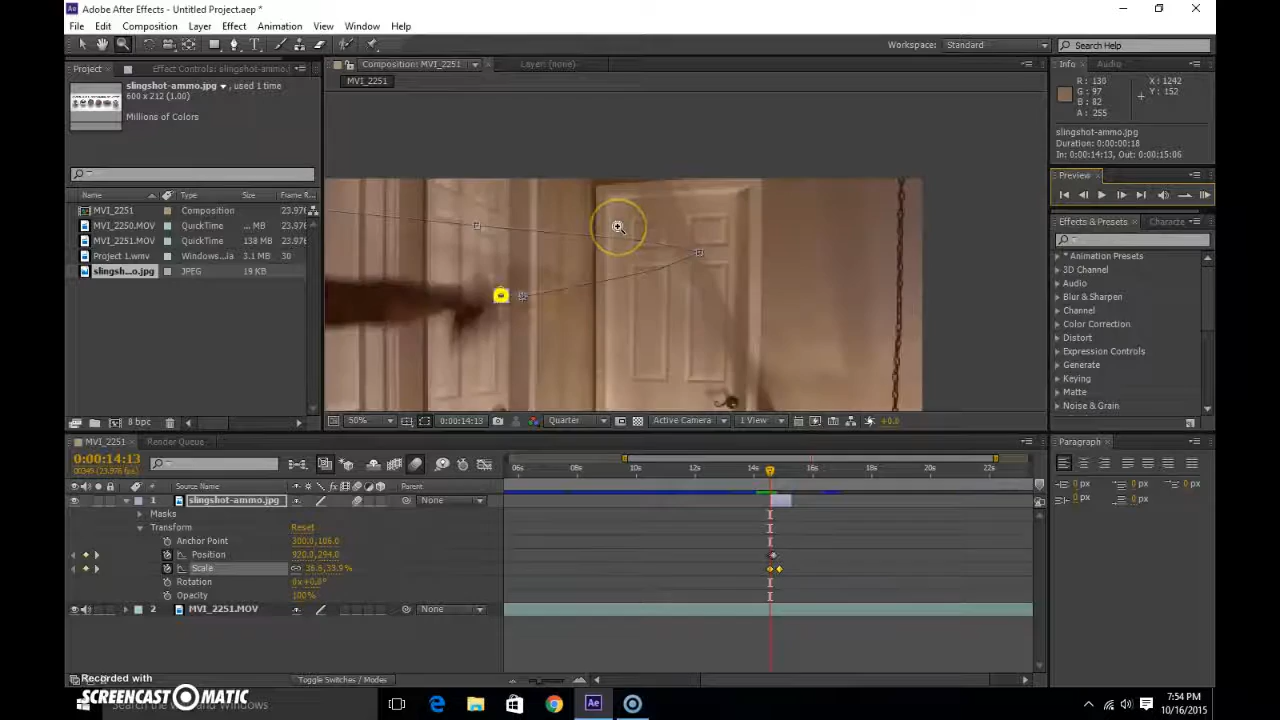 Adobe After Effects - Untitled Project.aep *
File Edit Composition Layer Effect Animation View Window Help
Workspace: Standard
Search Help
Project
Effect Controls: slingshot-ammo.j
Composition: MVI_2251
Layer: (none)
Info
Audio
MVI_2251
slingshot-ammo.jpg , used 1 time
600 x 212 (1.00)
Millions of Colors
R : 130
G : 97
B : 82
A : 255
X : 1242
Y : 152
slingshot-ammo.jpg
Duration: 0:00:00:18
In: 0:00:14:13, Out: 0:00:15:06
Preview
Name Type Size Frame R
MVI_2251 Composition 23.976
MVI_2250.MOV QuickTime ... MB 23.976
MVI_2251.MOV QuickTime 138 MB 23.976
Project 1.wmv Windows...ia 3.1 MB 30
slingsh...o.jpg JPEG 19 KB
Effects & Presets
Characte
* Animation Presets
3D Channel
Audio
Blur & Sharpen
Channel
Color Correction
Distort
Expression Controls
Generate
Keying
Matte
Noise & Grain
8 bpc
50% 0:00:14:13 Quarter Active Camera 1 View +0.0
MVI_2251
Render Queue
Paragraph
0:00:14:13
00349 (23.976 fps)
06s 08s 10s 12s 14s 16s 18s 20s 22s
# Source Name Parent
1 slingshot-ammo.jpg None
Masks
Transform Reset
Anchor Point 300.0,106.0
Position 920.0,294.0
Scale
Rotation 0x+0.0°
Opacity 100%
2 MVI_2251.MOV None
0 px 0 px 0 px
0 px 0 px
Toggle Switches / Modes
Recorded with
SCREENCAST MATIC
Search the web and Windows
7:54 PM
10/16/2015